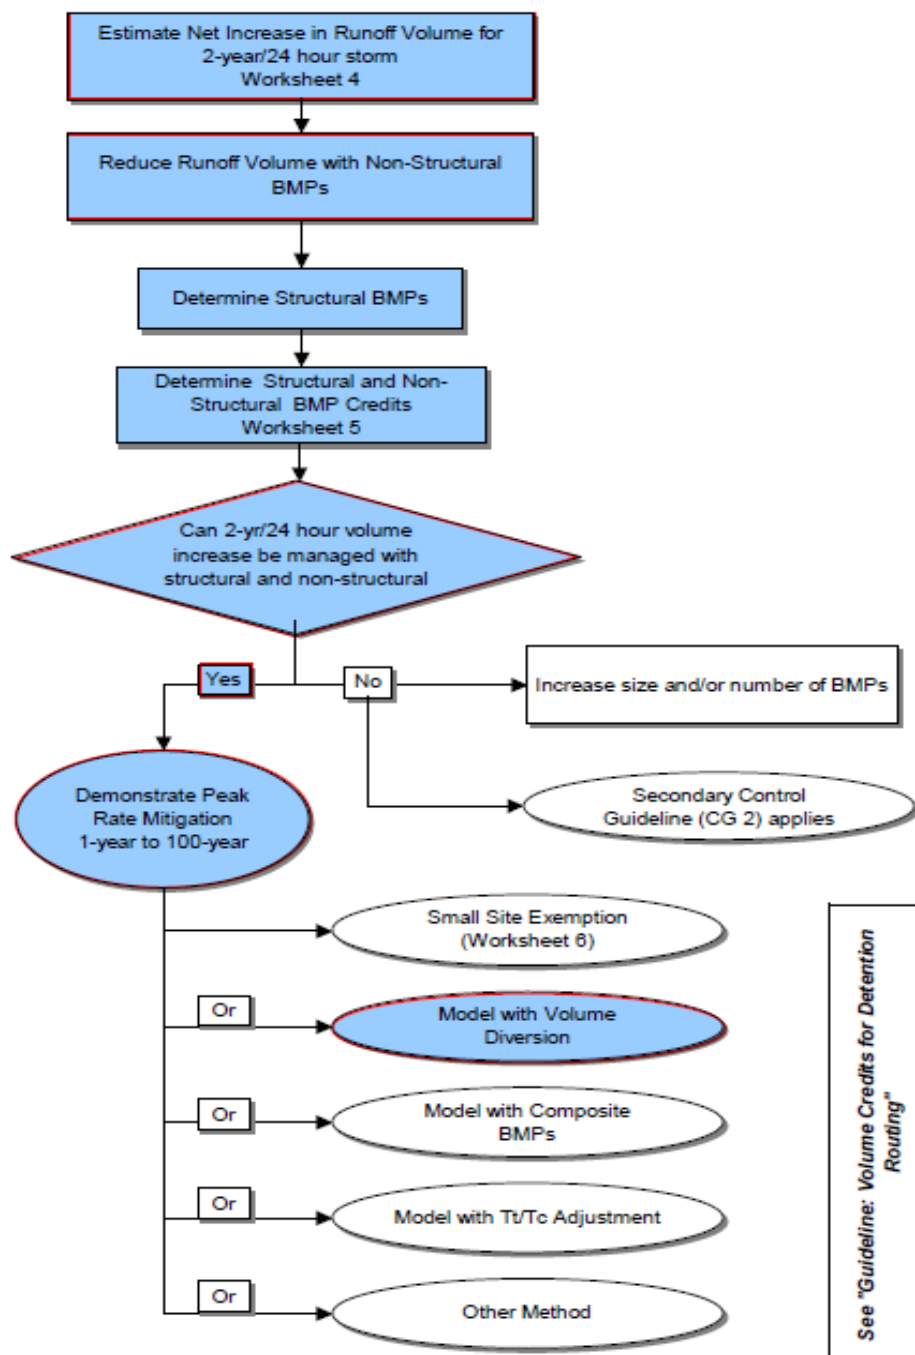 Estimate Net Increase in Runoff Volume for
2-year/24 hour storm
Worksheet 4
Reduce Runoff Volume with Non-Structural
BMPs
Determine Structural BMPs
Determine Structural and Non-
Structural BMP Credits
Worksheet 5
Can 2-yr/24 hour volume
increase be managed with
structural and non-structural
Yes
No
Increase size and/or number of BMPs
Demonstrate Peak
Rate Mitigation
1-year to 100-year
Secondary Control
Guideline (CG 2) applies
Small Site Exemption
(Worksheet 6)
Or
Model with Volume
Diversion
Or
Model with Composite
BMPs
Or
Model with Tt/Tc Adjustment
Or
Other Method
See "Guideline: Volume Credits for Detention
Routing"